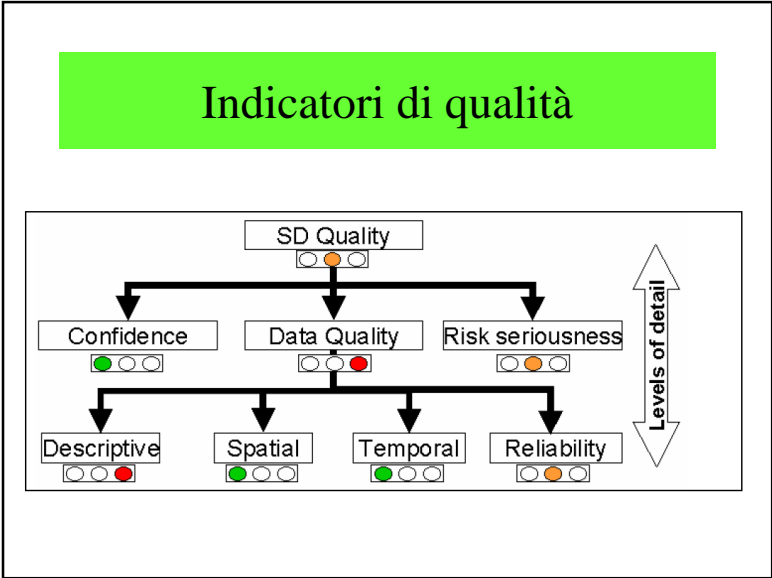 Indicatori di qualità
SD Quality
Confidence
Data Quality
Risk seriousness
Descriptive
Spatial
Temporal
Reliability
Levels of detail